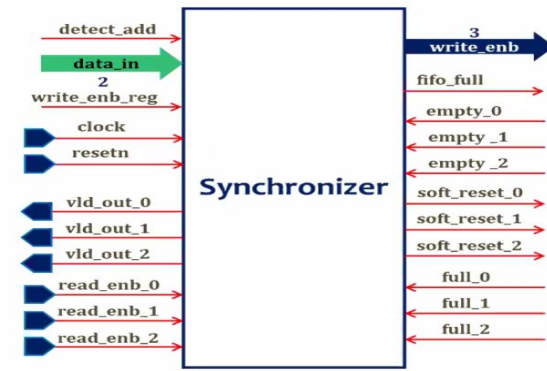 detect_add
data_in
2
write_enb_reg
clock
resetn
vld_out_0
vld_out_1
vld_out_2
read_enb_0
read_enb_1
read_enb_2
Synchronizer
3
write_enb
fifo_full
empty_0
empty _1
empty _2
soft_reset_0
soft_reset_1
soft_reset_2
full_0
full_1
full_2